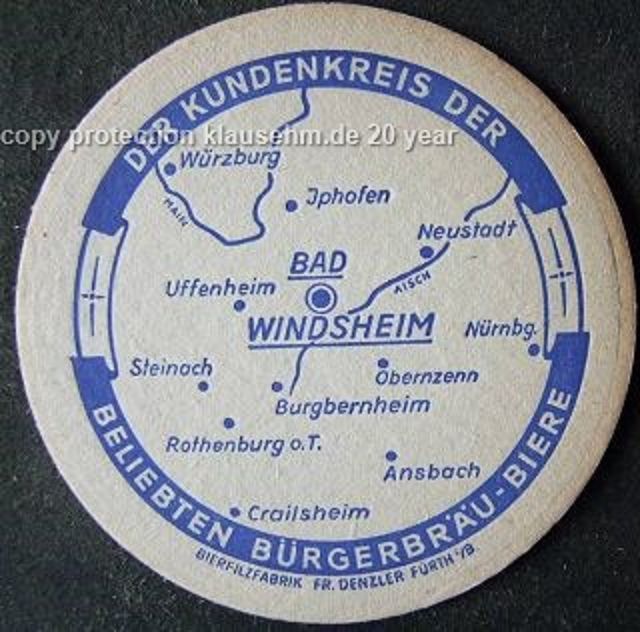 DER KUNDENKREIS DER
copy protection klausehm.de 20 year
Würzburg
MAIN
Jphofen
Neustadt
BAD
AISCH
Uffenheim
WINDSHEIM
Nürnbg.
Steinach
Obernzenn
Burgbernheim
Rothenburg o.T.
Ansbach
Crailsheim
BELIEBTEN BÜRGERBRÄU-BIERE
BIERFILZFABRIK FR. DENZLER FÜRTH i/B